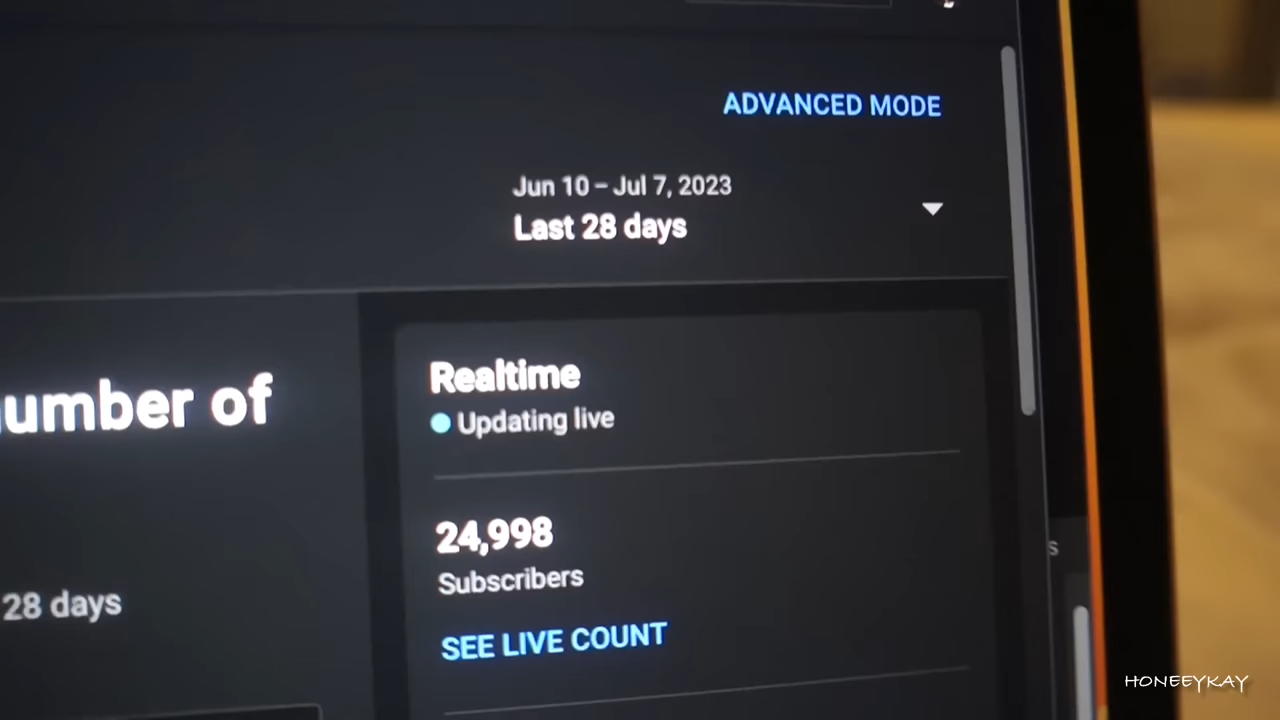 ADVANCED MODE
Jun 10 – Jul 7, 2023
Last 28 days
number of
Realtime
Updating live
24,998
Subscribers
28 days
SEE LIVE COUNT
s
HONEEYKAY